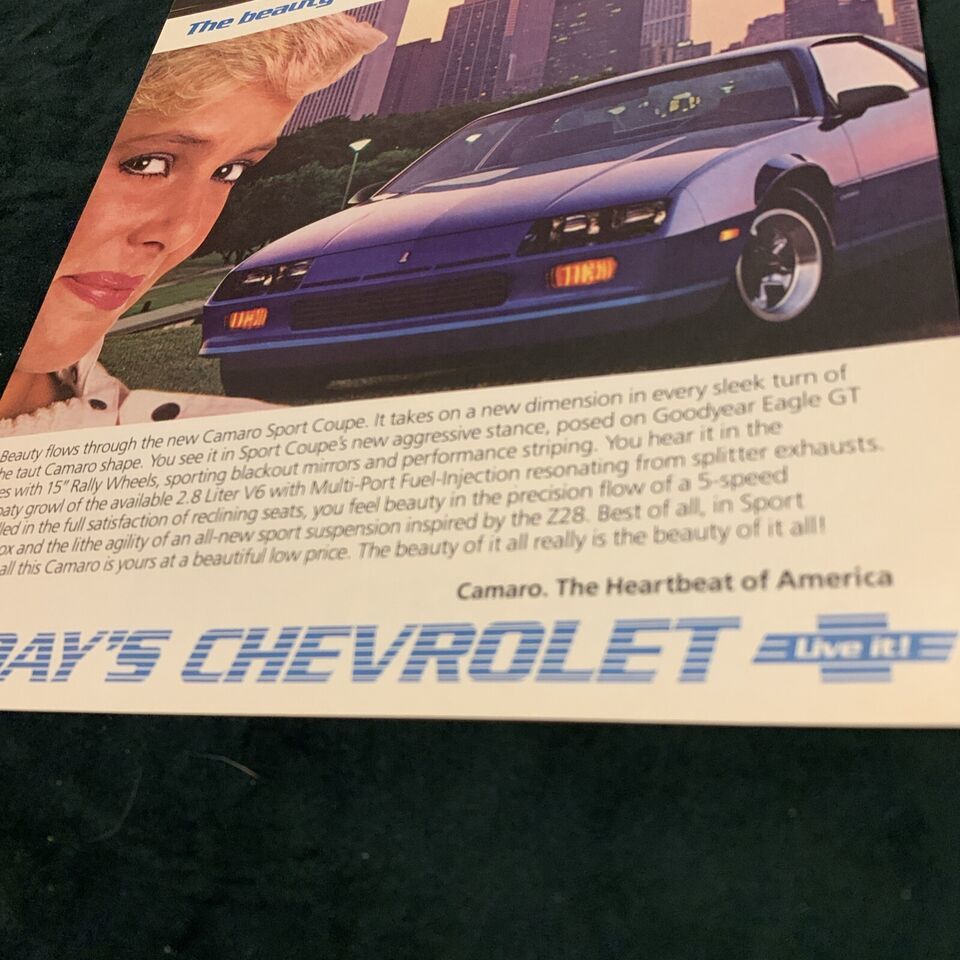 The beauty
Beauty flows through the new Camaro Sport Coupe. It takes on a new dimension in every sleek turn of
he taut Camaro shape. You see it in Sport Coupe's new aggressive stance, posed on Goodyear Eagle GT
es with 15" Rally Wheels, sporting blackout mirrors and performance striping. You hear it in the
oaty growl of the available 2.8 Liter V6 with Multi-Port Fuel-Injection resonating from splitter exhausts.
led in the full satisfaction of reclining seats, you feel beauty in the precision flow of a 5-speed
ox and the lithe agility of an all-new sport suspension inspired by the Z28. Best of all, in Sport
all this Camaro is yours at a beautiful low price. The beauty of it all really is the beauty of it all!
Camaro. The Heartbeat of America
DAY'S CHEVROLET Live it!